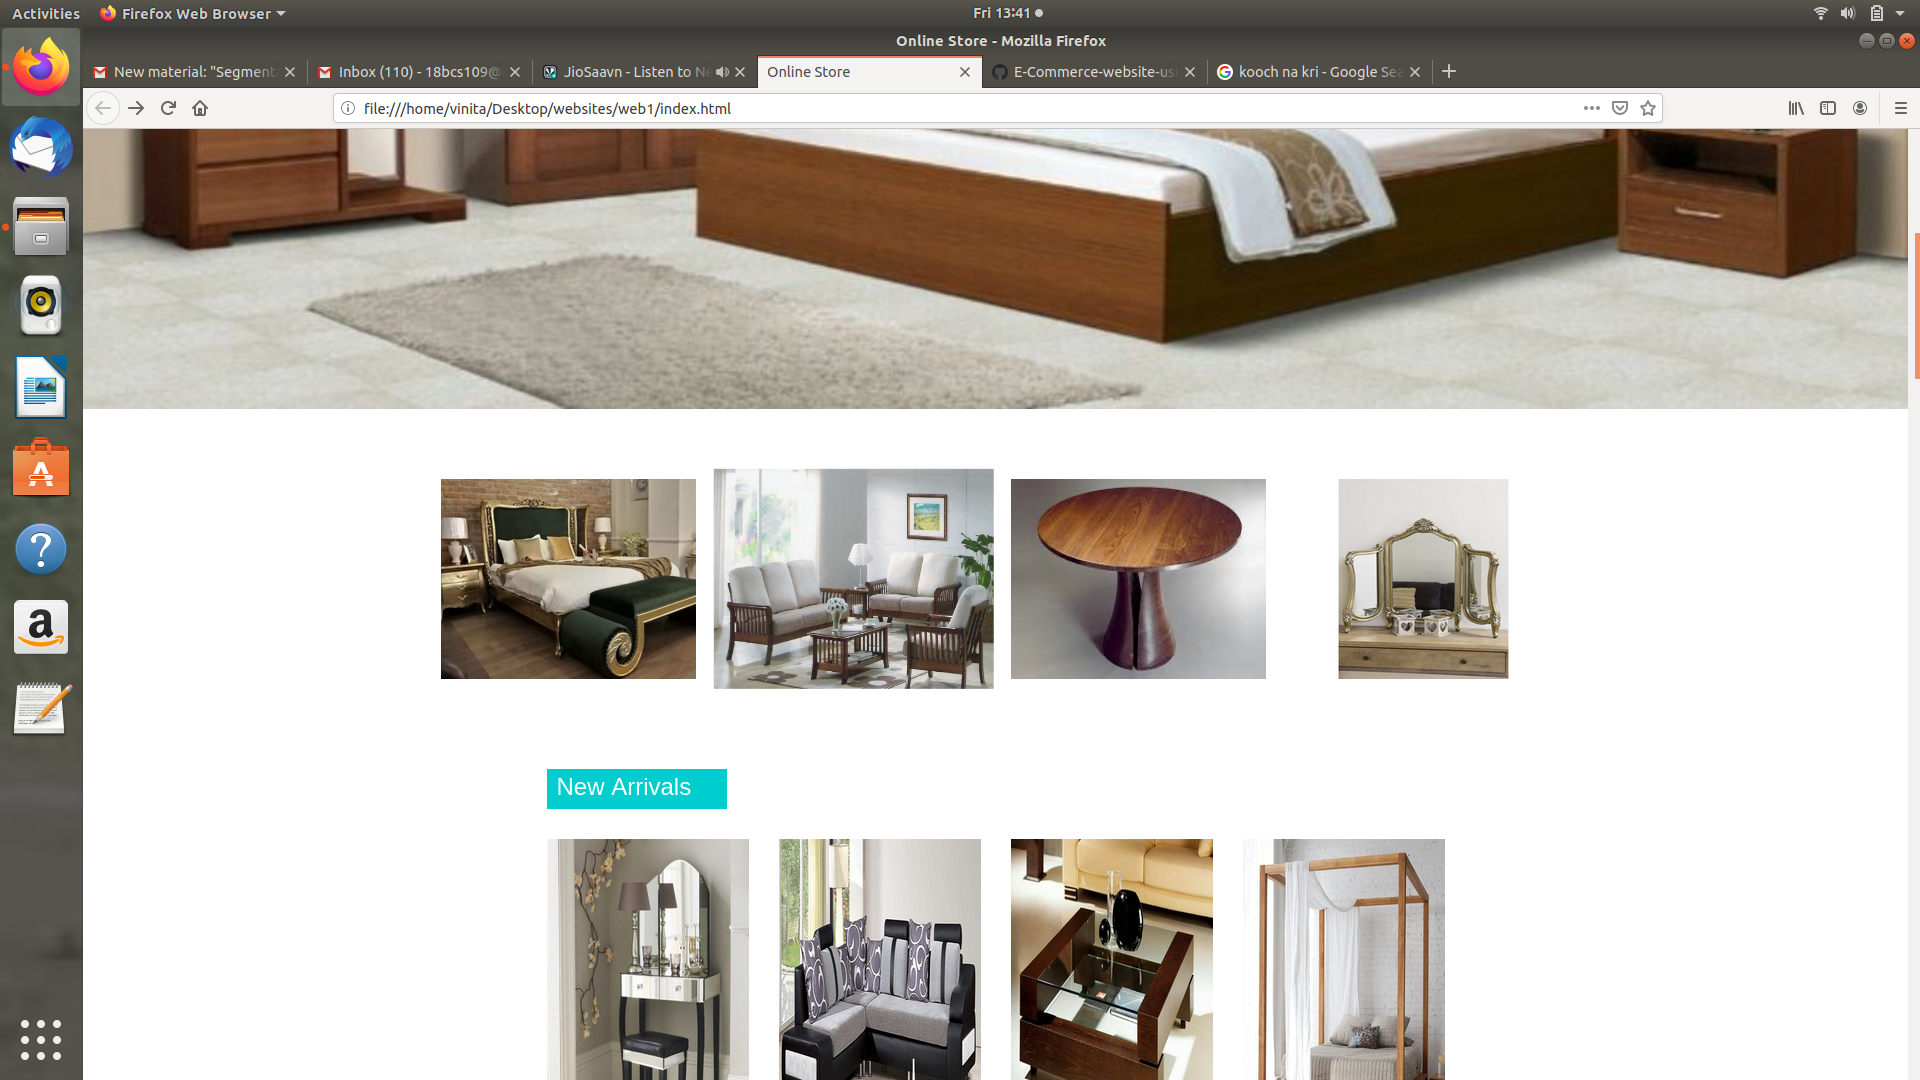 Activities
Firefox Web Browser
Fri 13:41
Online Store - Mozilla Firefox
New material: "Segment
Inbox (110) - 18bcs109@
JioSaavn - Listen to Ne
Online Store
E-Commerce-website-us
kooch na kri - Google Sea
file:///home/vinita/Desktop/websites/web1/index.html
New Arrivals